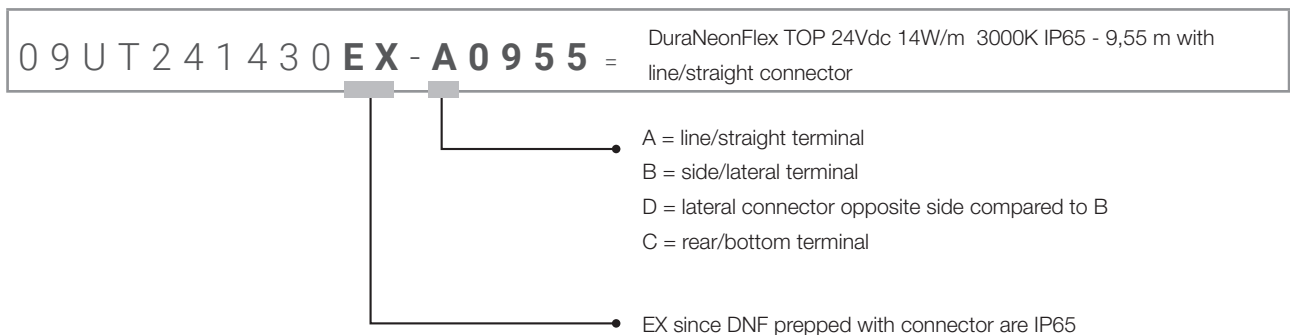 09UT241430EX-A0955 =
DuraNeonFlex TOP 24Vdc 14W/m 3000K IP65 - 9,55 m with
line/straight connector
A = line/straight terminal
B = side/lateral terminal
D = lateral connector opposite side compared to B
C = rear/bottom terminal
EX since DNF prepped with connector are IP65